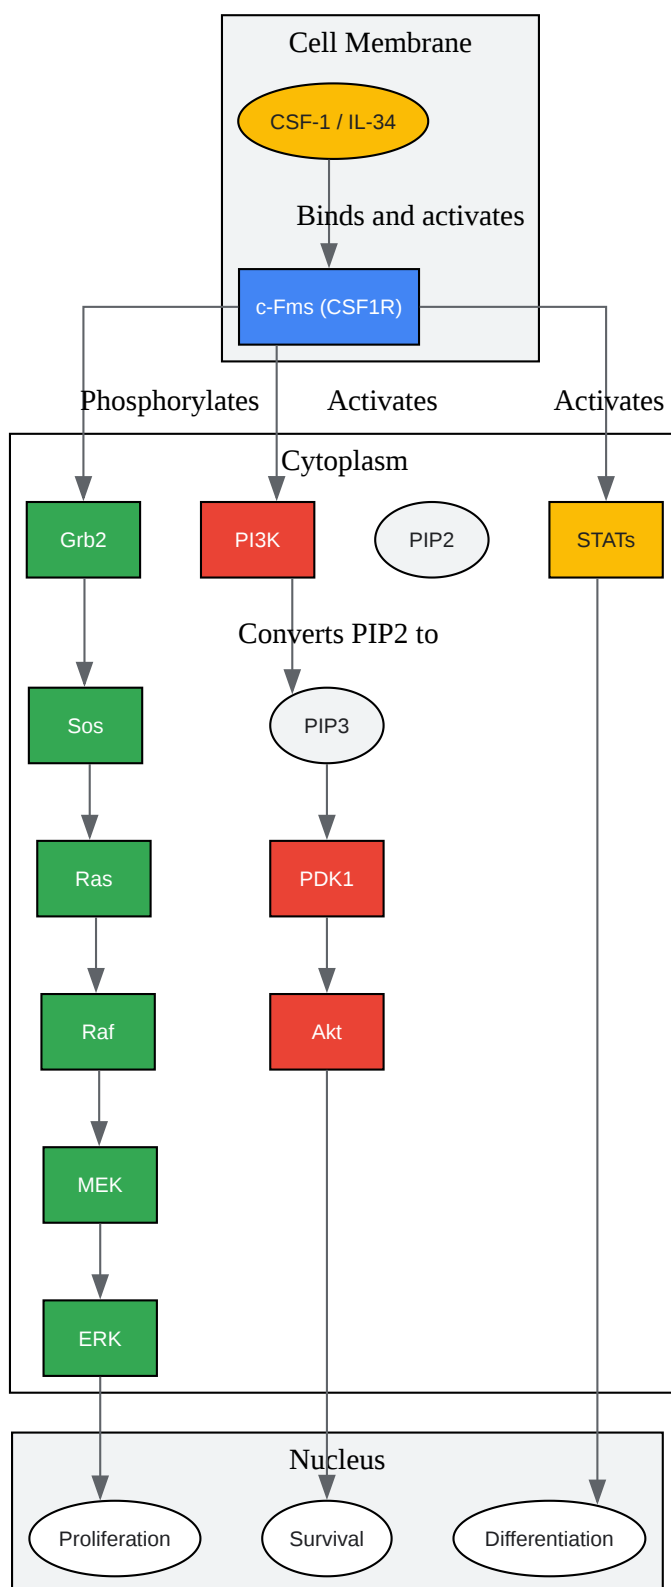 Cell Membrane
CSF-1 / IL-34
Binds and activates
c-Fms (CSF1R)
Phosphorylates
Activates
Activates
Cytoplasm
Grb2
PI3K
PIP2
STATs
Converts PIP2 to
Sos
PIP3
Ras
PDK1
Raf
Akt
MEK
ERK
Nucleus
Proliferation
Survival
Differentiation